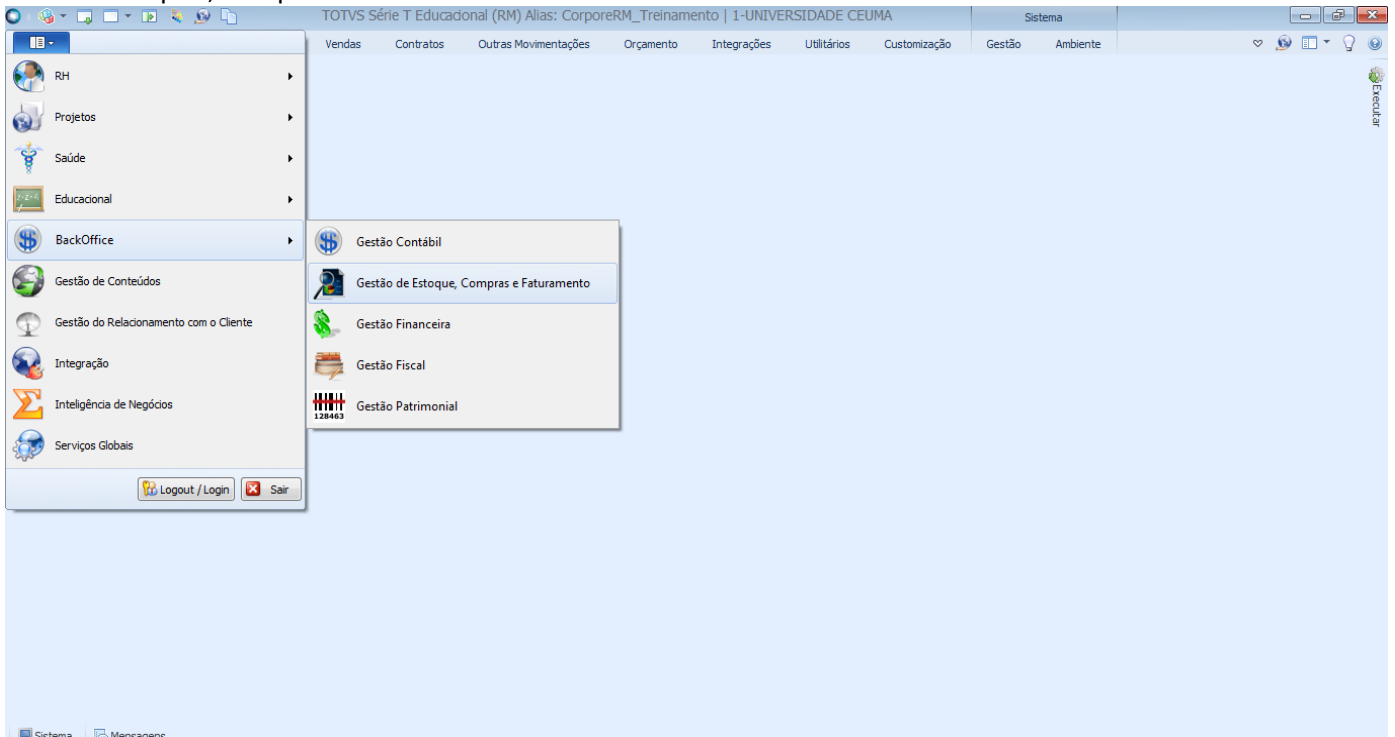 TOTVS Série T Educacional (RM) Alias: CorporeRM_Treinamento | 1-UNIVERSIDADE CEUMA
Sistema
Vendas Contratos Outras Movimentações Orçamento Integrações Utilitários Customização Gestão Ambiente
Executar
RH
Projetos
Saúde
Educacional
BackOffice
Gestão de Conteúdos
Gestão do Relacionamento com o Cliente
Integração
Inteligência de Negócios
Serviços Globais
Logout / Login Sair
Gestão Contábil
Gestão de Estoque, Compras e Faturamento
Gestão Financeira
Gestão Fiscal
128463
Gestão Patrimonial
Sistema Mensagens